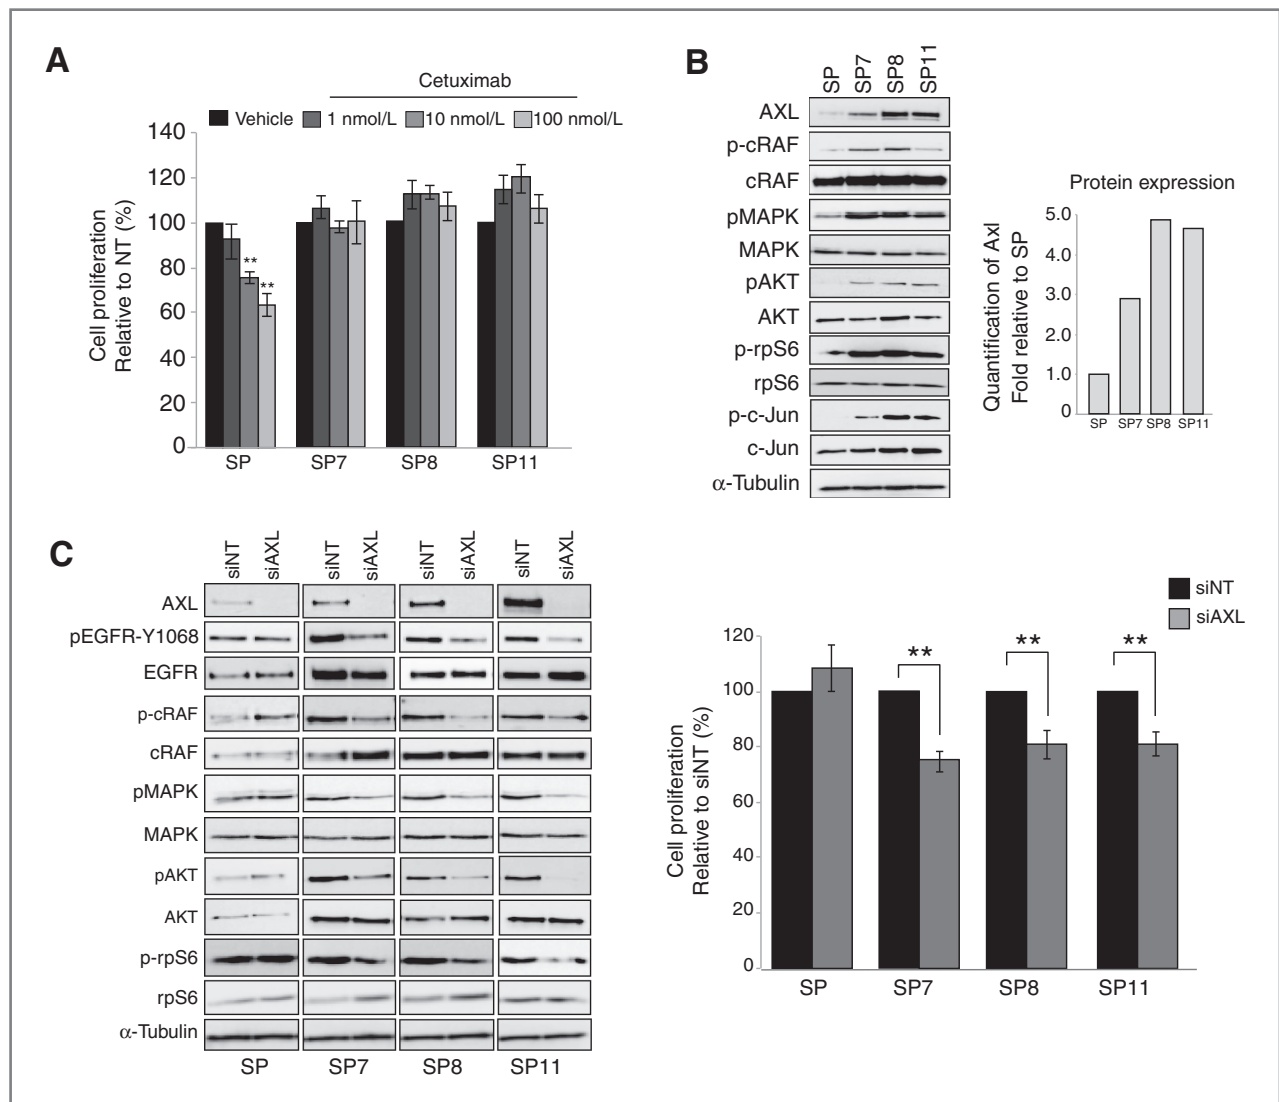 A
Cetuximab
Vehicle 1 nmol/L 10 nmol/L 100 nmol/L
Cell proliferation
Relative to NT (%)
140
120
100
80
60
40
20
0
**
**
SP SP7 SP8 SP11
B
SP SP7 SP8 SP11
AXL
p-cRAF
cRAF
pMAPK
MAPK
pAKT
AKT
p-rpS6
rpS6
p-c-Jun
c-Jun
α-Tubulin
Protein expression
Quantification of Axl
Fold relative to SP
5.0
4.0
3.0
2.0
1.0
0
SP SP7 SP8 SP11
C
siNT siAXL siNT siAXL siNT siAXL siNT siAXL
AXL
pEGFR-Y1068
EGFR
p-cRAF
cRAF
pMAPK
MAPK
pAKT
AKT
p-rpS6
rpS6
α-Tubulin
SP SP7 SP8 SP11
siNT
siAXL
Cell proliferation
Relative to siNT (%)
120
100
80
60
40
20
0
** ** **
SP SP7 SP8 SP11